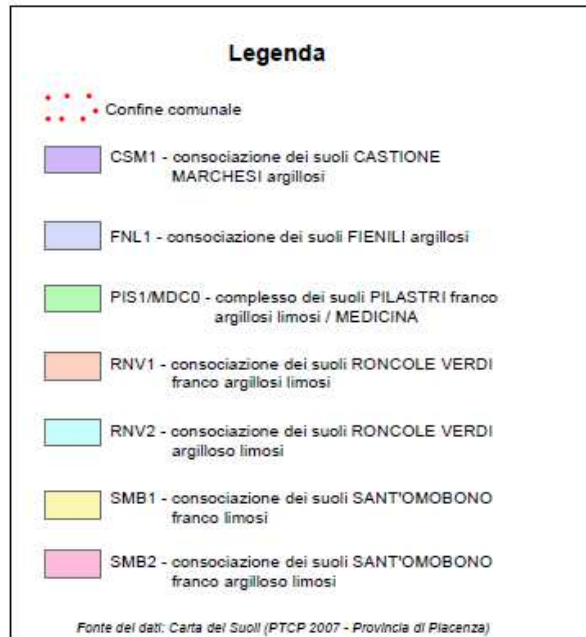 Legenda
Confine comunale
CSM1 - consociazione dei suoli CASTIONE
MARCHESI argillosi
FNL1 - consociazione dei suoli FIENILI argillosi
PIS1/MDC0 - complesso dei suoli PILASTRI franco
argillosi limosi / MEDICINA
RNV1 - consociazione dei suoli RONCOLE VERDI
franco argillosi limosi
RNV2 - consociazione dei suoli RONCOLE VERDI
argilloso limosi
SMB1 - consociazione dei suoli SANT'OMOBONO
franco limosi
SMB2 - consociazione dei suoli SANT'OMOBONO
franco argilloso limosi
Fonte dei dati: Carta dei Suoli (PTCP 2007 - Provincia di Piacenza)